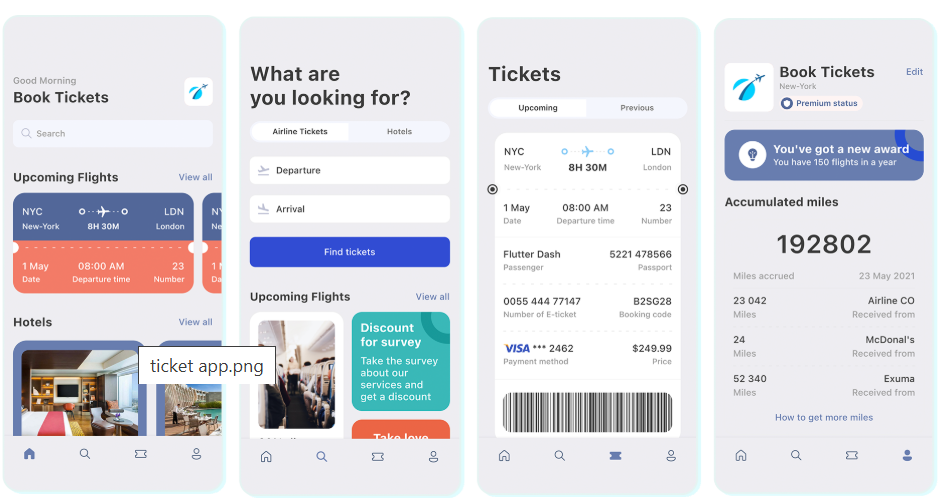 Good Morning
Book Tickets
Search
Upcoming Flights View all
NYC LDN
New-York 8H 30M London
1 May 08:00 AM 23
Date Departure time Number
NYC
Ne
1 M
Da
Hotels View all
ticket app.png
What are
you looking for?
Airline Tickets Hotels
Departure
Arrival
Find tickets
Upcoming Flights View all
Discount
for survey
Take the survey
about our
services and
get a discount
Take love
Tickets
Upcoming Previous
NYC LDN
New-York 8H 30M London
1 May 08:00 AM 23
Date Departure time Number
Flutter Dash 5221 478566
Passenger Passport
0055 444 77147 B2SG28
Number of E-ticket Booking code
VISA *** 2462 $249.99
Payment method Price
Book Tickets Edit
New-York
Premium status
You've got a new award
You have 150 flights in a year
Accumulated miles
192802
Miles accrued 23 May 2021
23 042 Airline CO
Miles Received from
24 McDonal's
Miles Received from
52 340 Exuma
Miles Received from
How to get more miles